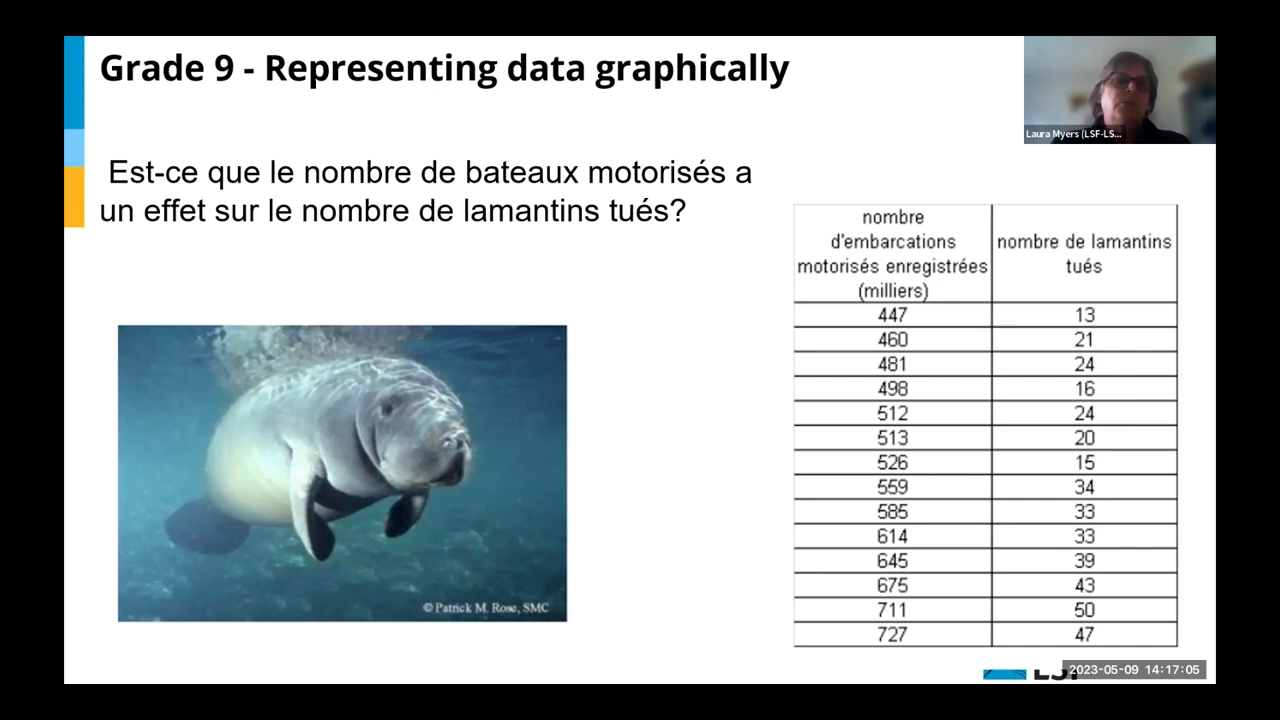 Grade 9 - Representing data graphically
Laura Myers (LSF-LS...
Est-ce que le nombre de bateaux motorisés a
un effet sur le nombre de lamantins tués?
nombre
d'embarcations
motorisés enregistrées
(milliers)
nombre de lamantins
tués
447 13
460 21
481 24
498 16
512 24
513 20
526 15
559 34
585 33
614 33
645 39
675 43
711 50
727 47
© Patrick M. Rose, SMC
2023-05-09 14:17:05